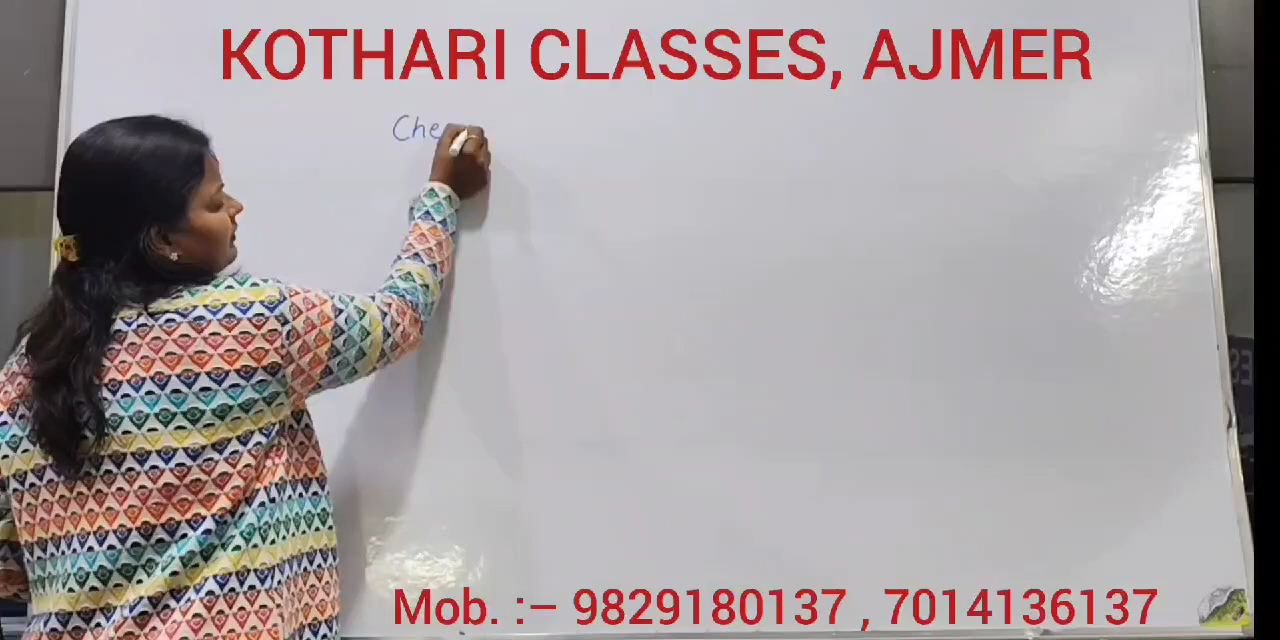 KOTHARI CLASSES, AJMER
Che
Mob. :– 9829180137 , 7014136137